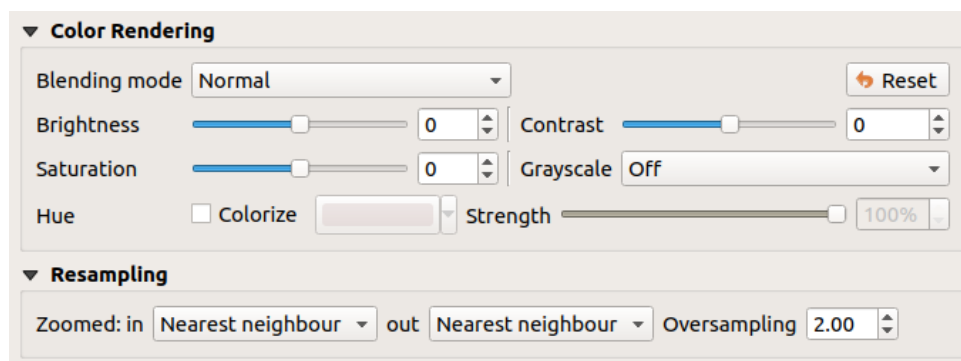 Color Rendering
Blending mode Normal Reset
Brightness 0 Contrast 0
Saturation 0 Grayscale Off
Hue Colorize Strength 100%
Resampling
Zoomed: in Nearest neighbour out Nearest neighbour Oversampling 2.00